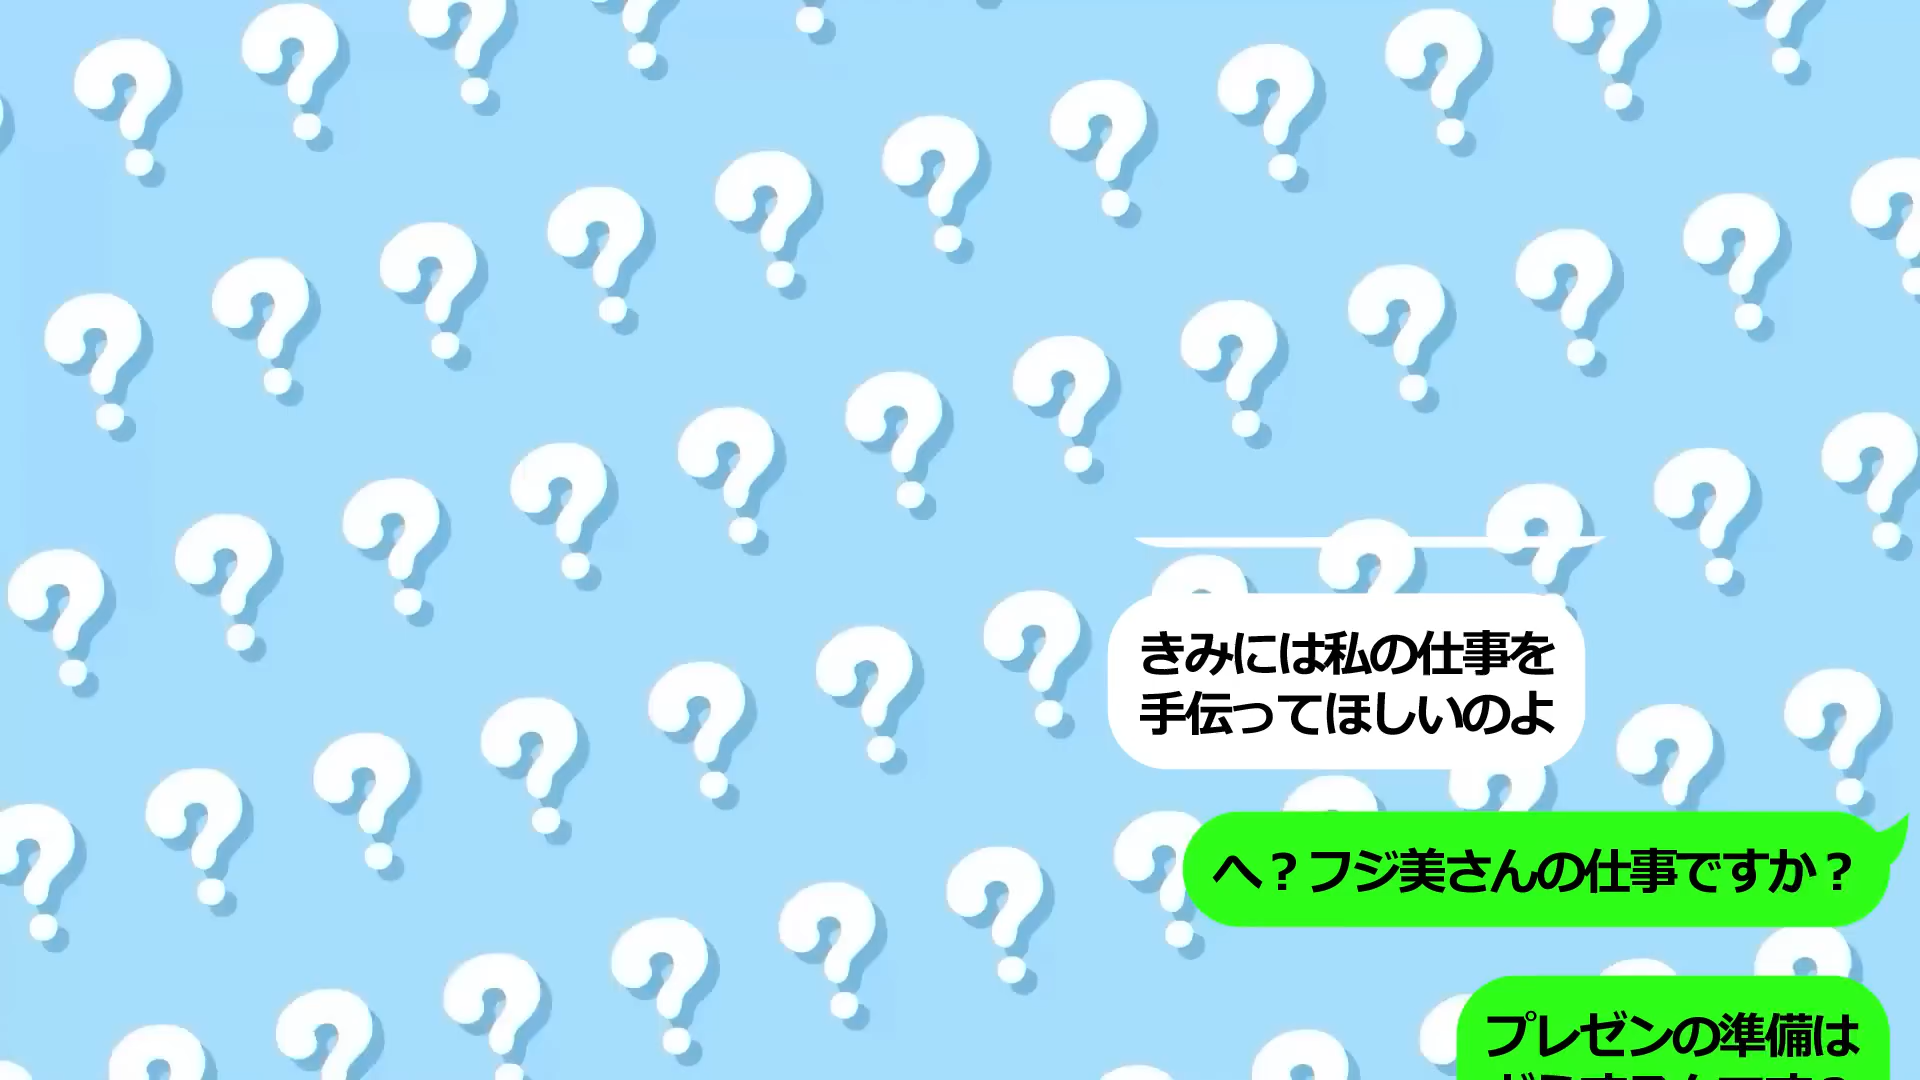 きみには私の仕事を
手伝ってほしいのよ
へ？フジ美さんの仕事ですか？
プレゼンの準備は